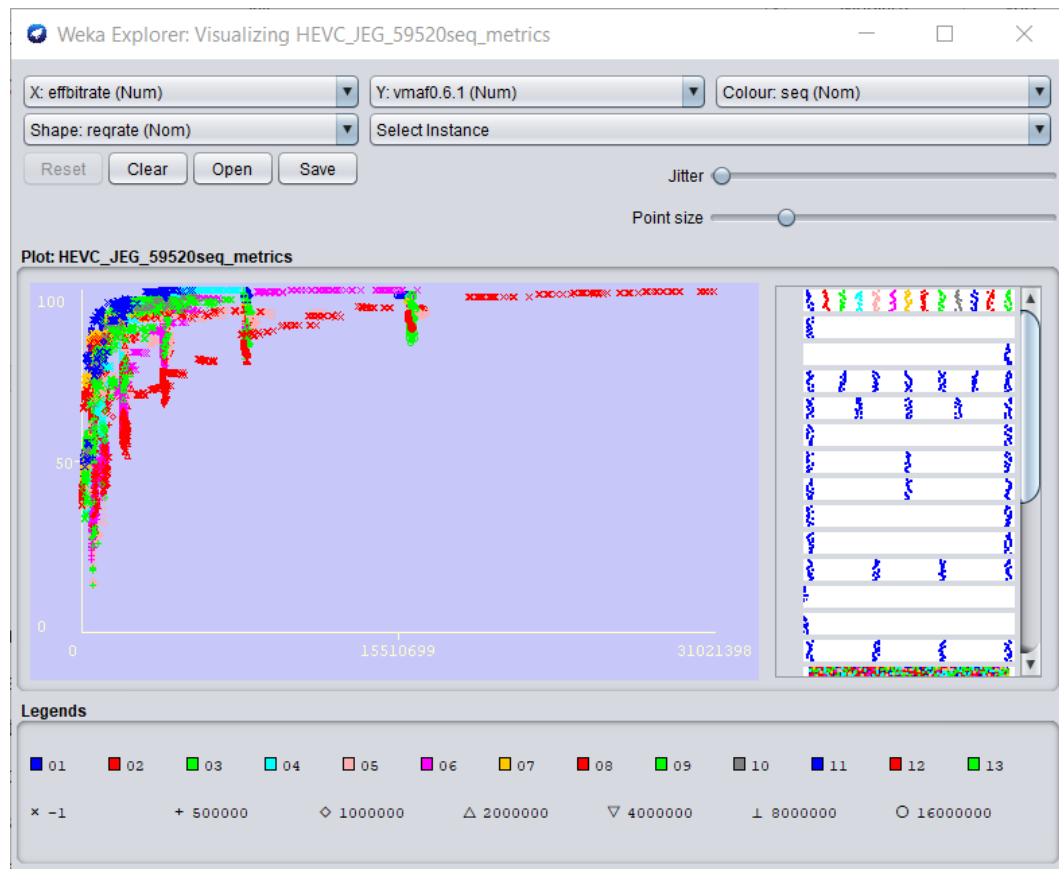 Weka Explorer: Visualizing HEVC_JEG_59520seq_metrics
X: effbitrate (Num) Y: vmaf0.6.1 (Num) Colour: seq (Nom)
Shape: reqrate (Nom) Select Instance
Reset Clear Open Save
Jitter
Point size
Plot: HEVC_JEG_59520seq_metrics
100
50
0
0 15510699 31021398
Legends
01 02 03 04 05 06 07 08 09 10 11 12 13
× -1 + 500000 ◇ 1000000 △ 2000000 ▽ 4000000 ⊥ 8000000 ○ 16000000